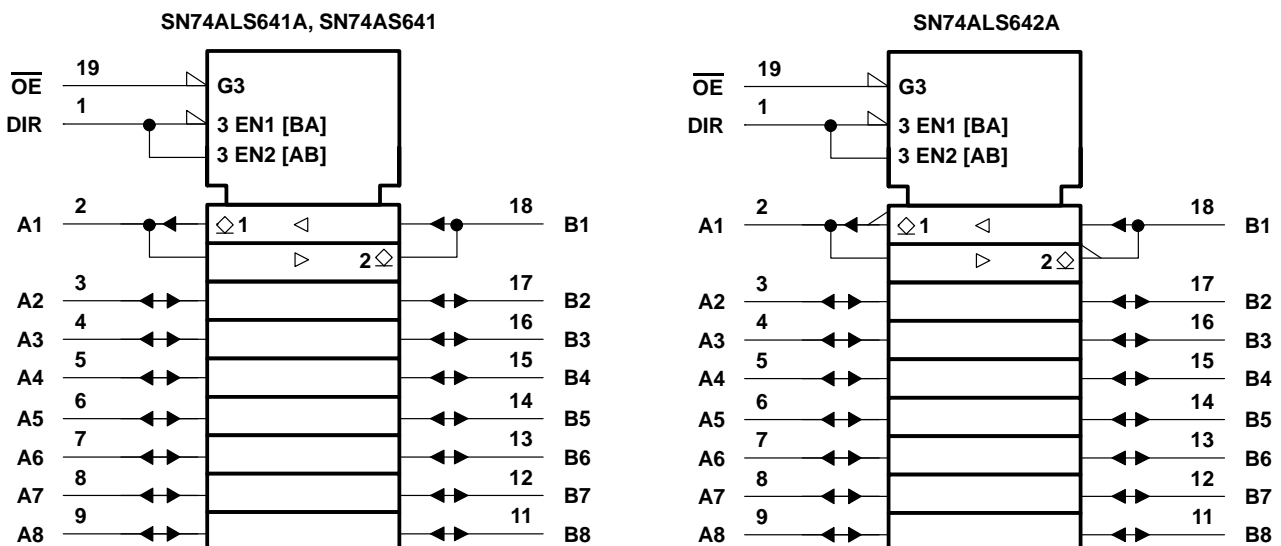 SN74ALS641A, SN74AS641
OE
19
G3
DIR
1
3 EN1 [BA]
3 EN2 [AB]
A1
2
1
18
B1
2
A2
3
17
B2
A3
4
16
B3
A4
5
15
B4
A5
6
14
B5
A6
7
13
B6
A7
8
12
B7
A8
9
11
B8
SN74ALS642A
OE
19
G3
DIR
1
3 EN1 [BA]
3 EN2 [AB]
A1
2
1
18
B1
2
A2
3
17
B2
A3
4
16
B3
A4
5
15
B4
A5
6
14
B5
A6
7
13
B6
A7
8
12
B7
A8
9
11
B8